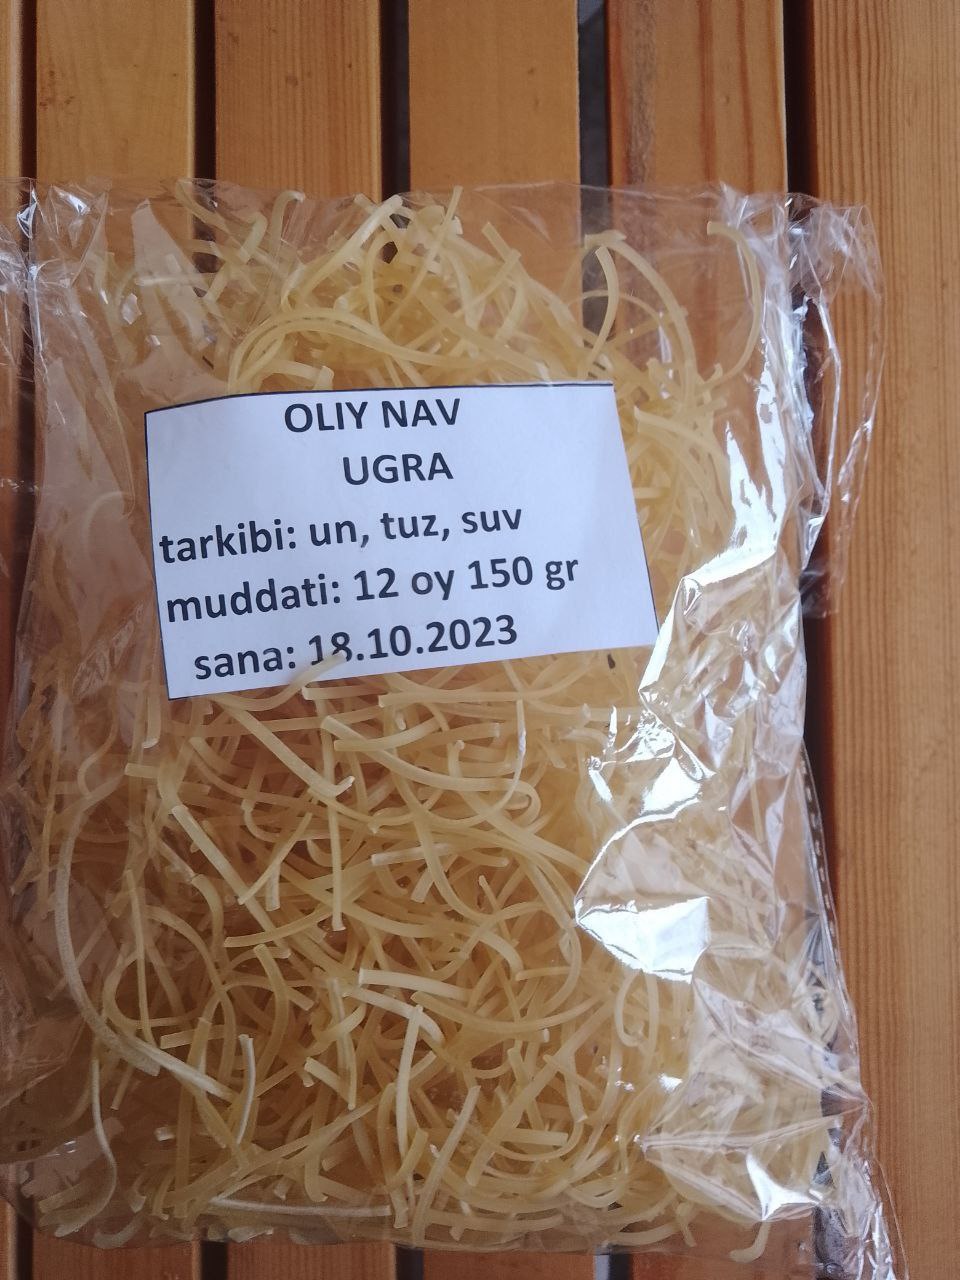 OLIY NAV
UGRA
tarkibi: un, tuz, suv
muddati: 12 oy 150 gr
sana: 18.10.2023